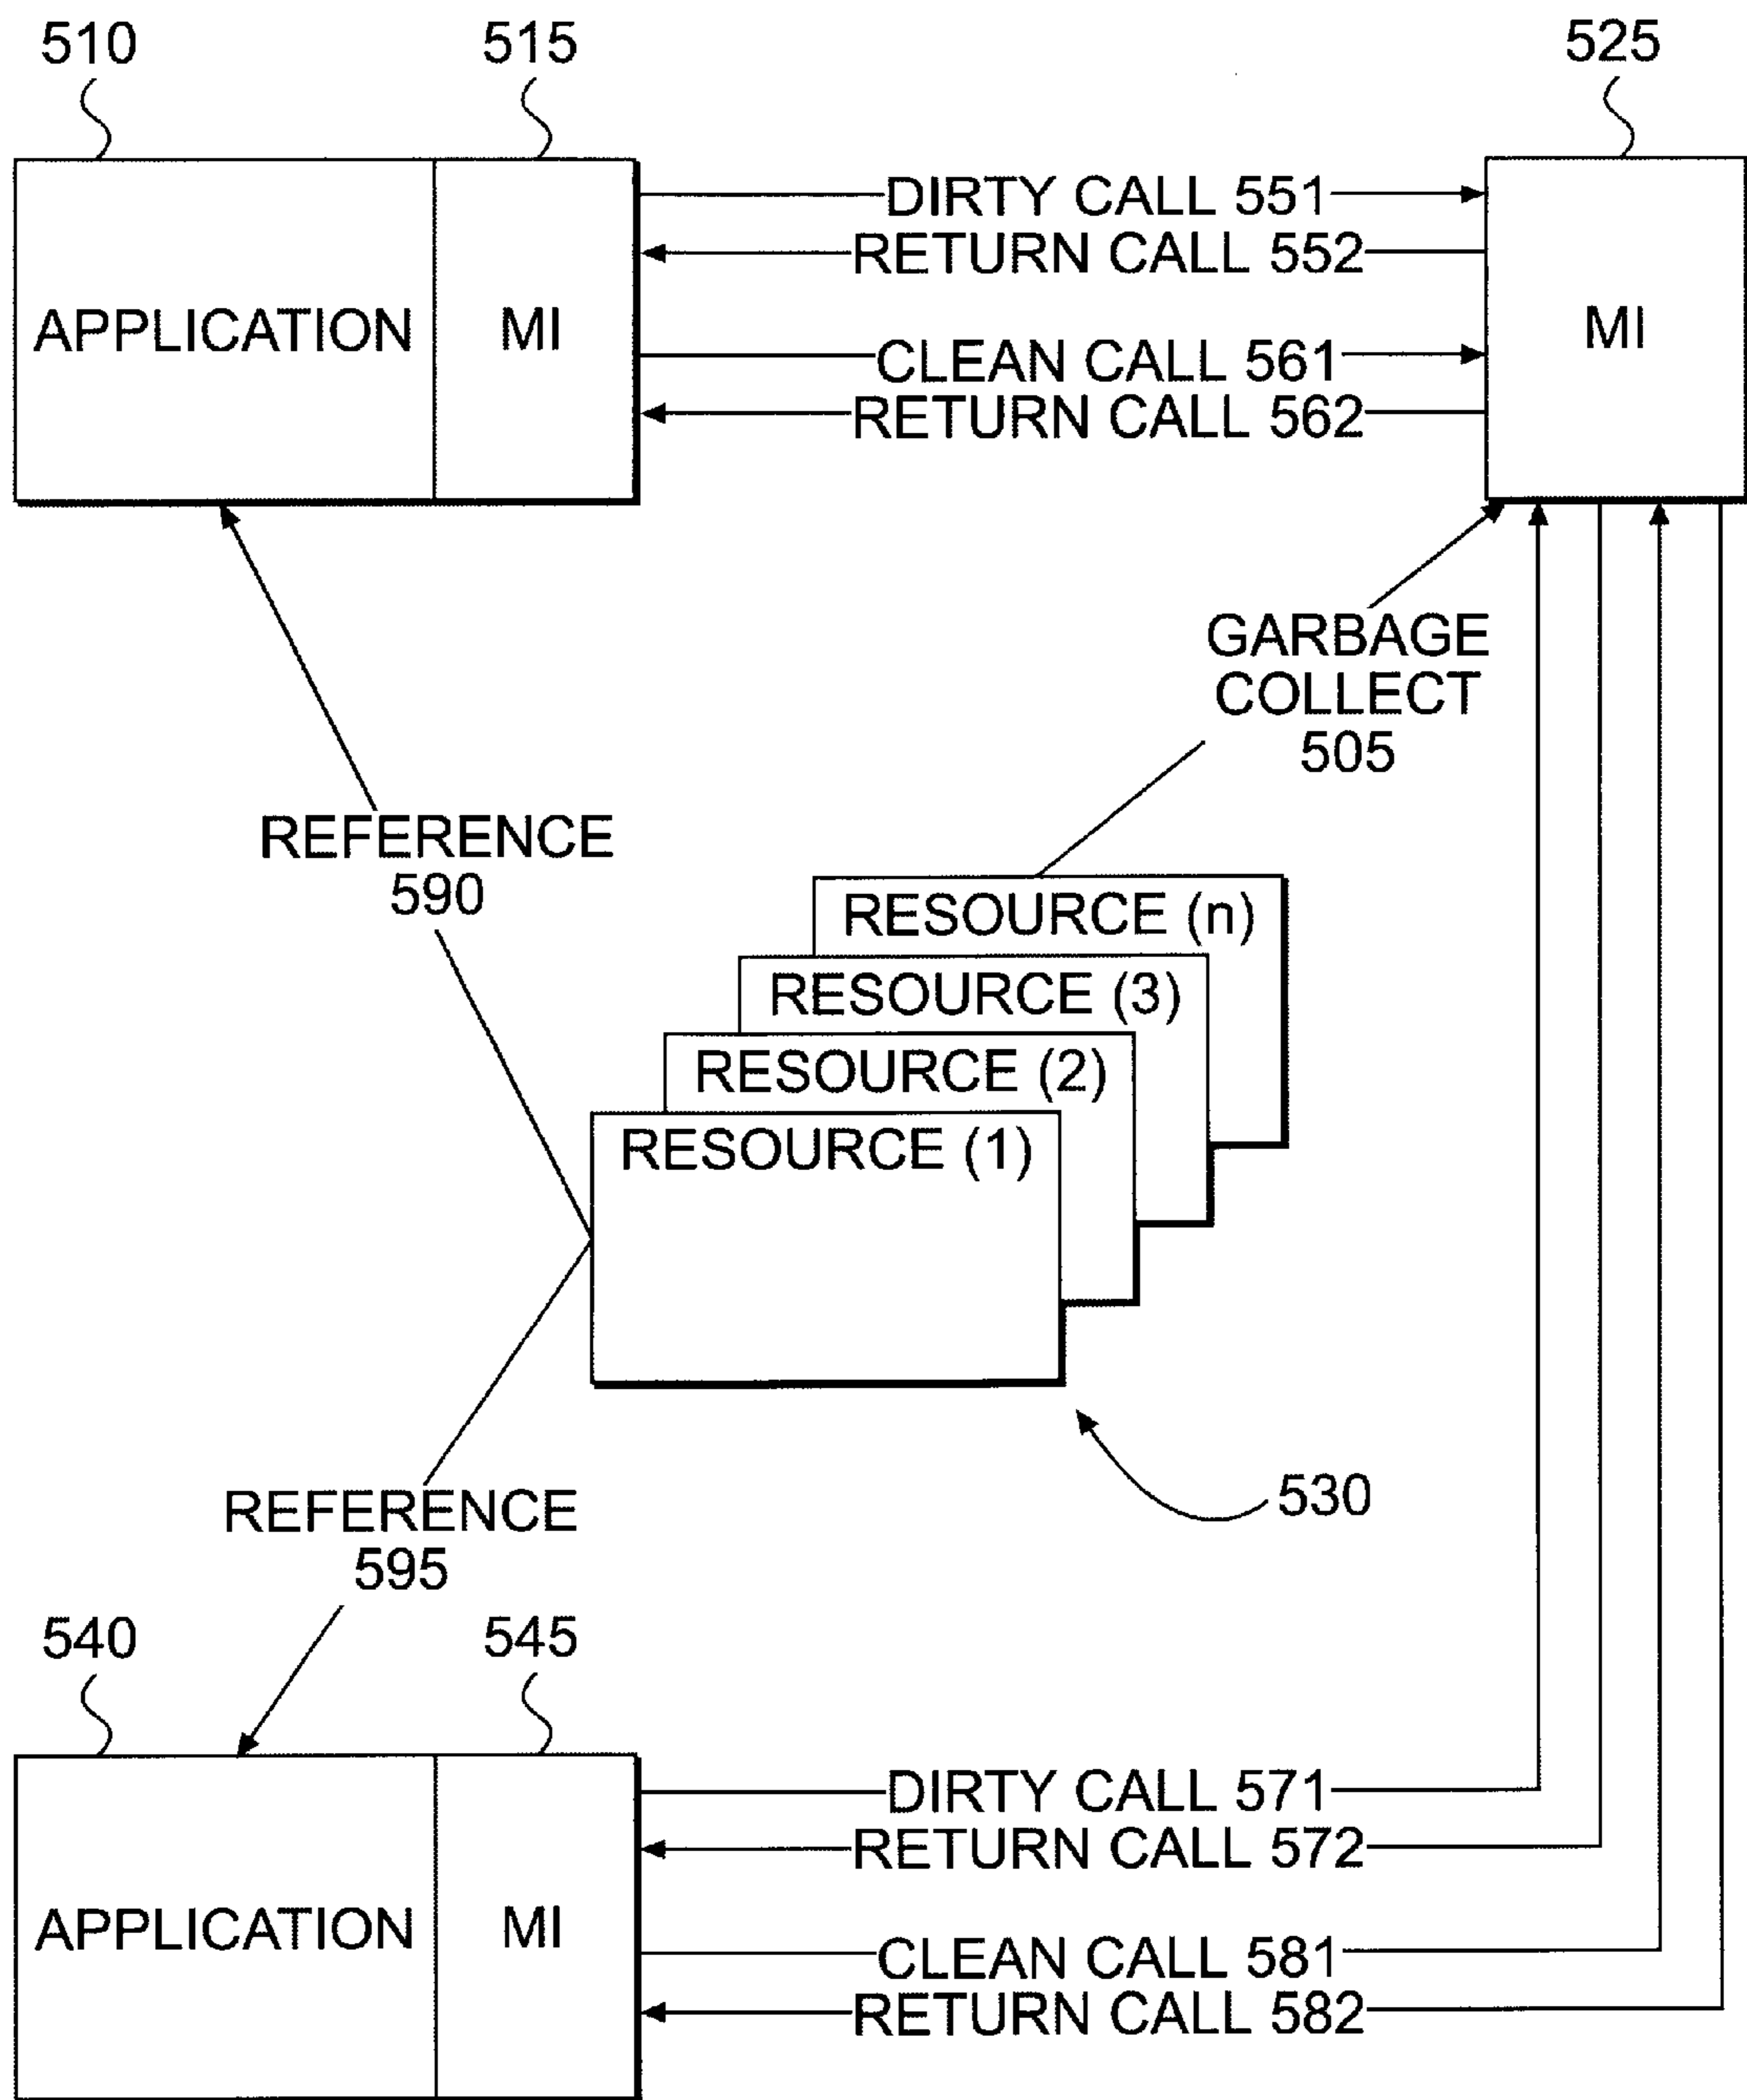 510
515
525
APPLICATION
MI
DIRTY CALL 551
RETURN CALL 552
CLEAN CALL 561
RETURN CALL 562
MI
GARBAGE
COLLECT
505
REFERENCE
590
RESOURCE (n)
RESOURCE (3)
RESOURCE (2)
RESOURCE (1)
530
REFERENCE
595
540
545
APPLICATION
MI
DIRTY CALL 571
RETURN CALL 572
CLEAN CALL 581
RETURN CALL 582